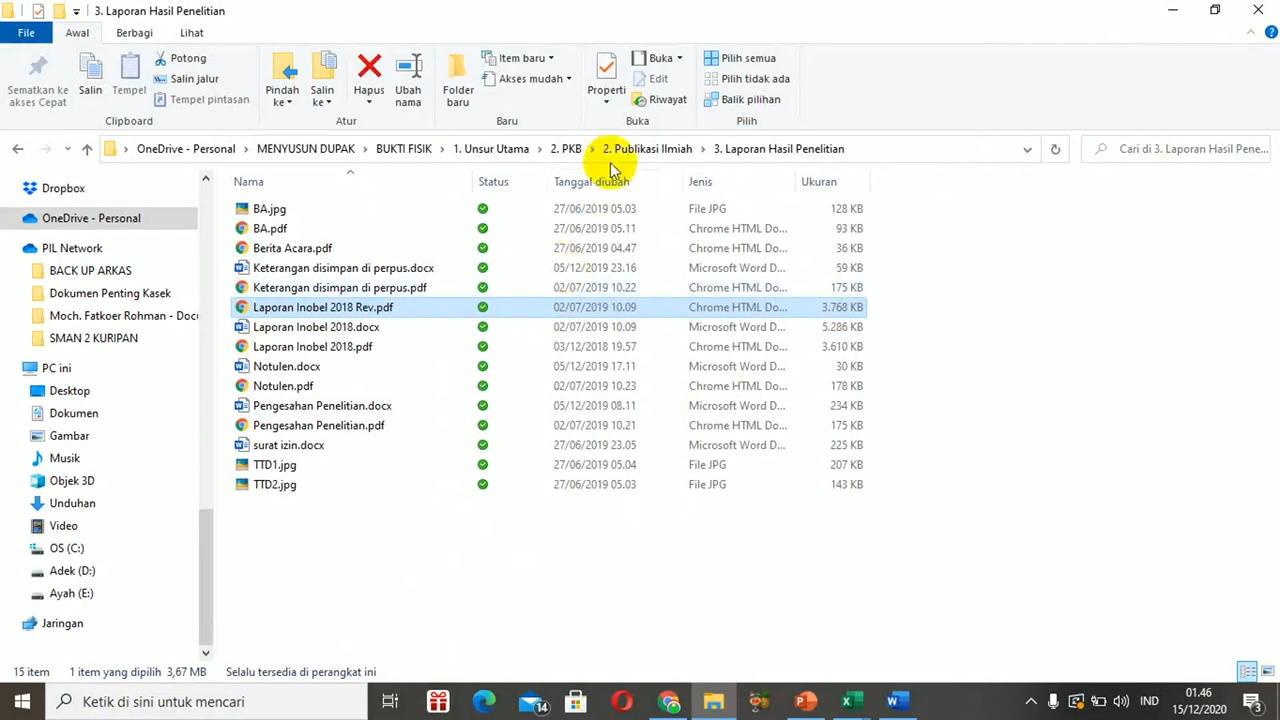 3. Laporan Hasil Penelitian
File Awal Berbagi Lihat
Sematkan ke akses Cepat
Salin
Tempel
Potong
Salin jalur
Tempel pintasan
Clipboard
Pindah ke
Salin ke
Hapus
Ubah nama
Atur
Folder baru
Item baru
Akses mudah
Baru
Properti
Buka
Edit
Riwayat
Buka
Pilih semua
Pilih tidak ada
Balik pilihan
Pilih
OneDrive - Personal MENYUSUN DUPAK BUKTI FISIK 1. Unsur Utama 2. PKB 2. Publikasi Ilmiah 3. Laporan Hasil Penelitian
Cari di 3. Laporan Hasil Pene...
Dropbox
OneDrive - Personal
PIL Network
BACK UP ARKAS
Dokumen Penting Kasek
Moch. Fatkoer Rohman - Docu
SMAN 2 KURIPAN
PC ini
Desktop
Dokumen
Gambar
Musik
Objek 3D
Unduhan
Video
OS (C:)
Adek (D:)
Ayah (E:)
Jaringan
Nama Status Tanggal diubah Jenis Ukuran
BA.jpg 27/06/2019 05.03 File JPG 128 KB
BA.pdf 27/06/2019 05.11 Chrome HTML Do... 93 KB
Berita Acara.pdf 27/06/2019 04.47 Chrome HTML Do... 36 KB
Keterangan disimpan di perpus.docx 05/12/2019 23.16 Microsoft Word D... 59 KB
Keterangan disimpan di perpus.pdf 02/07/2019 10.22 Chrome HTML Do... 175 KB
Laporan Inobel 2018 Rev.pdf 02/07/2019 10.09 Chrome HTML Do... 3.768 KB
Laporan Inobel 2018.docx 02/07/2019 10.09 Microsoft Word D... 5.286 KB
Laporan Inobel 2018.pdf 03/12/2018 19.57 Chrome HTML Do... 3.610 KB
Notulen.docx 05/12/2019 17.11 Microsoft Word D... 30 KB
Notulen.pdf 02/07/2019 10.23 Chrome HTML Do... 178 KB
Pengesahan Penelitian.docx 05/12/2019 08.11 Microsoft Word D... 234 KB
Pengesahan Penelitian.pdf 02/07/2019 10.21 Chrome HTML Do... 175 KB
surat izin.docx 27/06/2019 23.05 Microsoft Word D... 225 KB
TTD1.jpg 27/06/2019 05.04 File JPG 207 KB
TTD2.jpg 27/06/2019 05.03 File JPG 143 KB
15 item 1 item yang dipilih 3,67 MB Selalu tersedia di perangkat ini
Ketik di sini untuk mencari
14
IND
01.46
15/12/2020
3